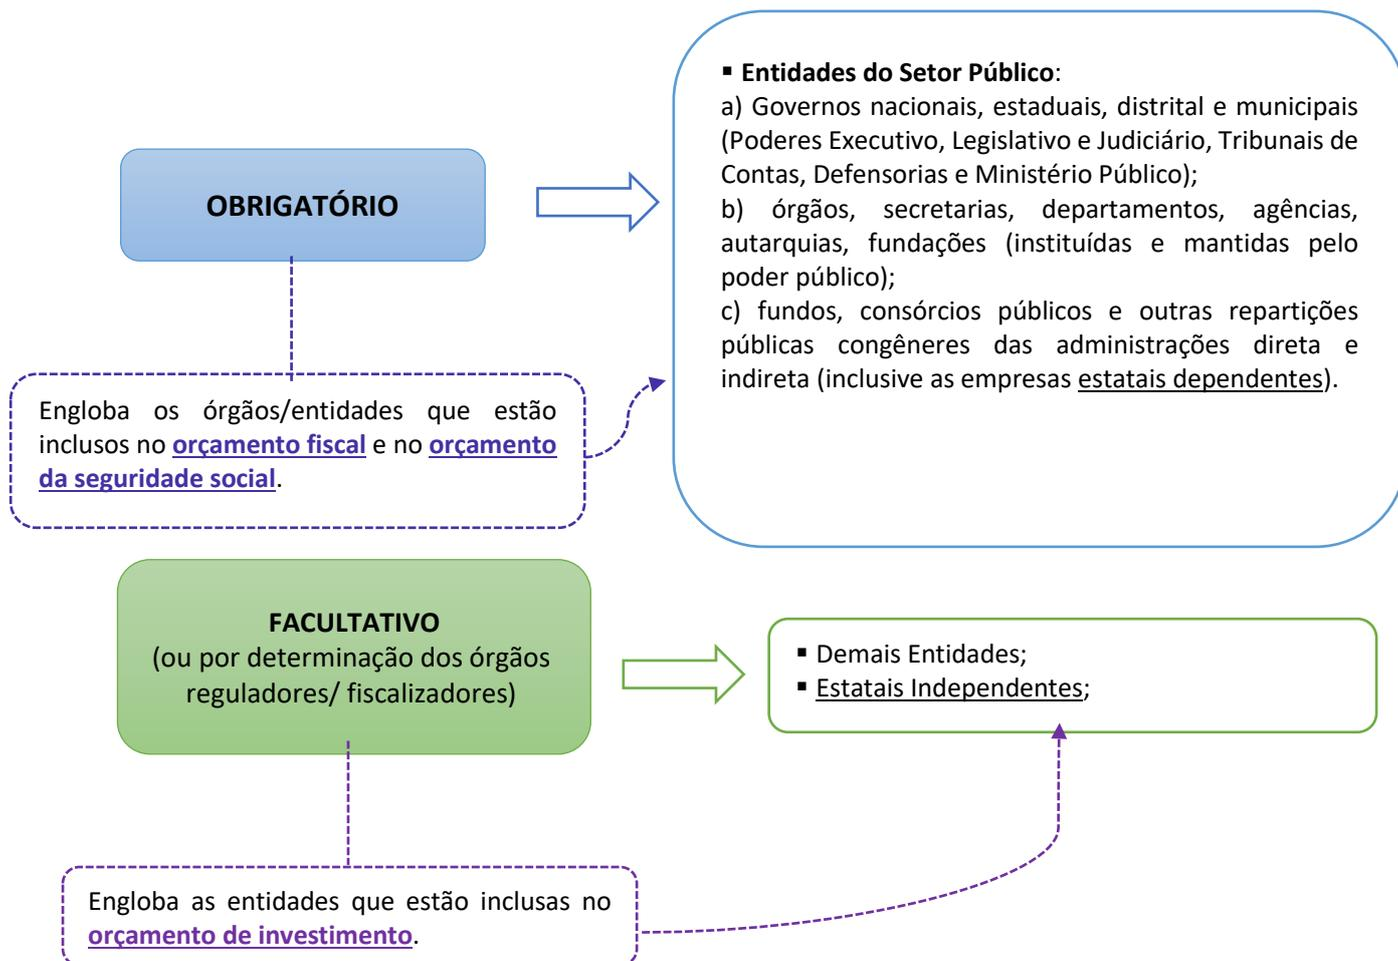 ▪ Entidades do Setor Público:
a) Governos nacionais, estaduais, distrital e municipais
(Poderes Executivo, Legislativo e Judiciário, Tribunais de
Contas, Defensorias e Ministério Público);
b) órgãos, secretarias, departamentos, agências,
autarquias, fundações (instituídas e mantidas pelo
poder público);
c) fundos, consórcios públicos e outras repartições
públicas congêneres das administrações direta e
indireta (inclusive as empresas estatais dependentes).
OBRIGATÓRIO
Engloba os órgãos/entidades que estão
inclusos no orçamento fiscal e no orçamento
da seguridade social.
FACULTATIVO
(ou por determinação dos órgãos
reguladores/ fiscalizadores)
▪ Demais Entidades;
▪ Estatais Independentes;
Engloba as entidades que estão inclusas no
orçamento de investimento.